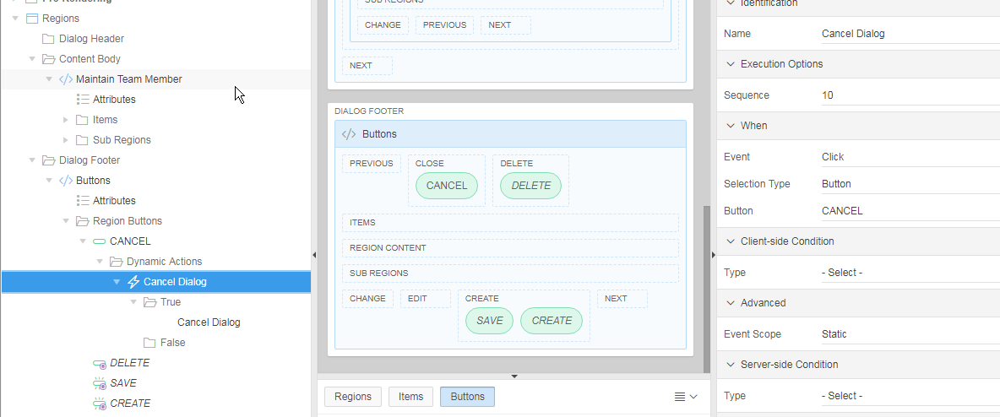 Pre-Rendering
Regions
Dialog Header
Content Body
Maintain Team Member
Attributes
Items
Sub Regions
Dialog Footer
Buttons
Attributes
Region Buttons
CANCEL
Dynamic Actions
Cancel Dialog
True
Cancel Dialog
False
DELETE
SAVE
CREATE
SUB REGIONS
CHANGE PREVIOUS NEXT
NEXT
DIALOG FOOTER
Buttons
PREVIOUS CLOSE DELETE
CANCEL DELETE
ITEMS
REGION CONTENT
SUB REGIONS
CHANGE EDIT CREATE NEXT
SAVE CREATE
Regions Items Buttons
Identification
Name Cancel Dialog
Execution Options
Sequence 10
When
Event Click
Selection Type Button
Button CANCEL
Client-side Condition
Type - Select -
Advanced
Event Scope Static
Server-side Condition
Type - Select -